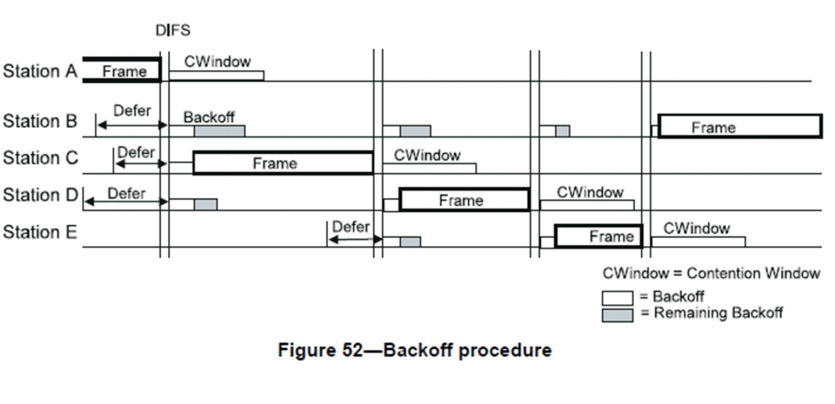 DIFS
Station A
Frame
CWindow
Station B
Defer
Backoff
Frame
Station C
Defer
Frame
CWindow
Station D
Defer
Frame
CWindow
Station E
Defer
Frame
CWindow
CWindow = Contention Window
= Backoff
= Remaining Backoff
Figure 52—Backoff procedure